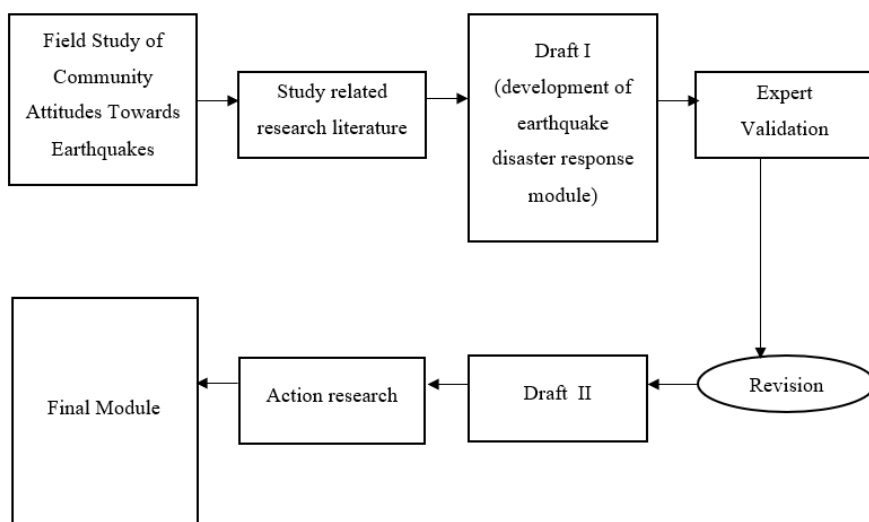 Field Study of
Community
Attitudes Towards
Earthquakes
Study related
research literature
Draft I
(development of
earthquake
disaster response
module)
Expert
Validation
Revision
Draft II
Action research
Final Module